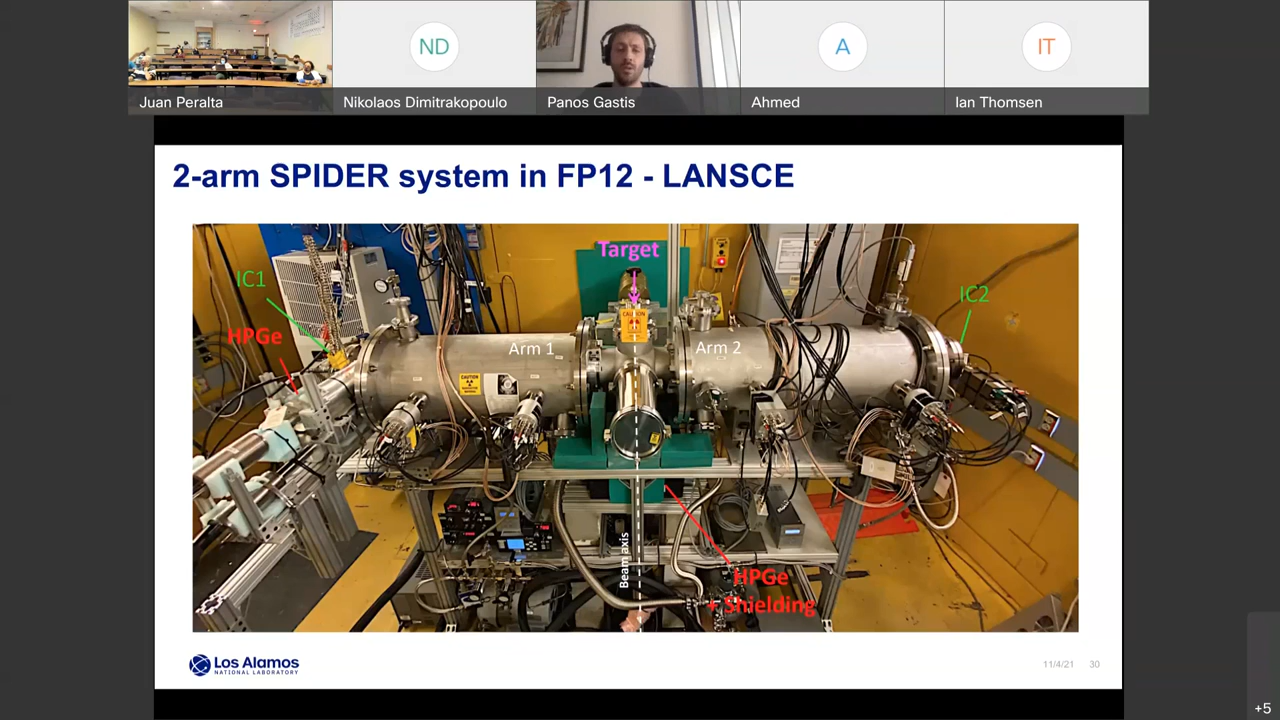 ND
A
IT
Juan Peralta
Nikolaos Dimitrakopoulo
Panos Gastis
Ahmed
Ian Thomsen
2-arm SPIDER system in FP12 - LANSCE
Target
IC1
IC2
HPGe
CAUTION
Arm 1
Arm 2
CAUTION
Beam axis
HPGe
+ Shielding
Los Alamos
NATIONAL LABORATORY
11/4/21
30
+5